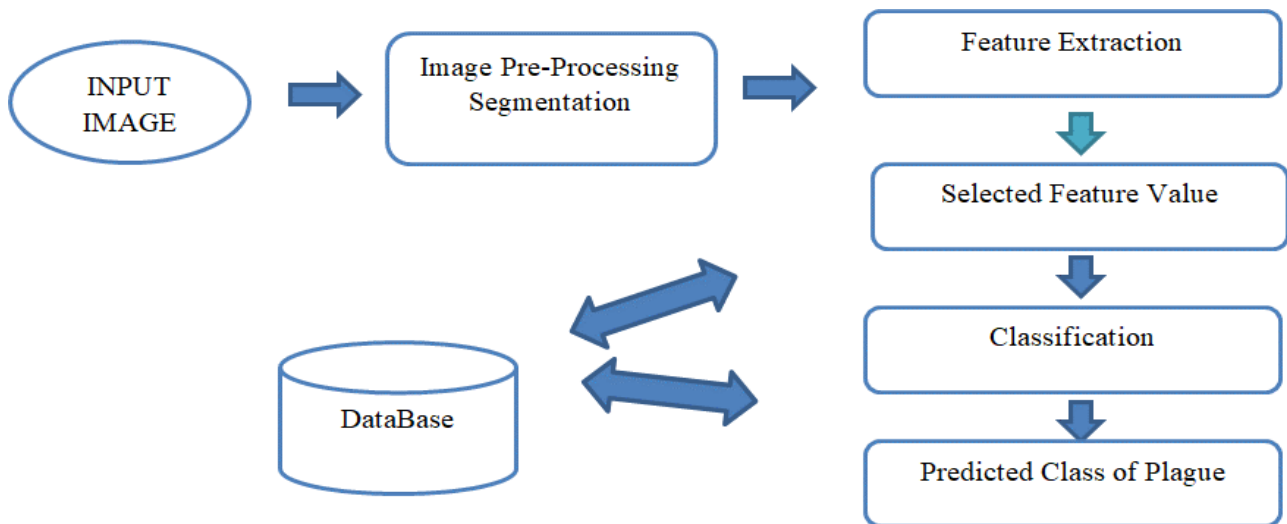 INPUT
IMAGE
Image Pre-Processing
Segmentation
Feature Extraction
Selected Feature Value
Classification
DataBase
Predicted Class of Plague